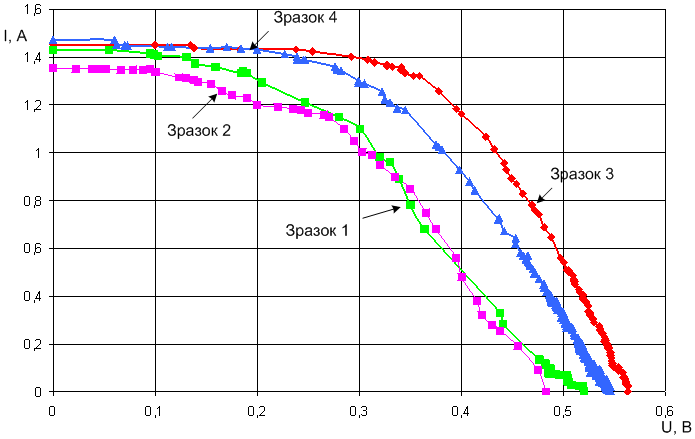 I, А
1,6
1,4
1,2
1
0,8
0,6
0,4
0,2
0
Зразок 4
Зразок 2
Зразок 3
Зразок 1
0
0,1
0,2
0,3
0,4
0,5
0,6
U, В